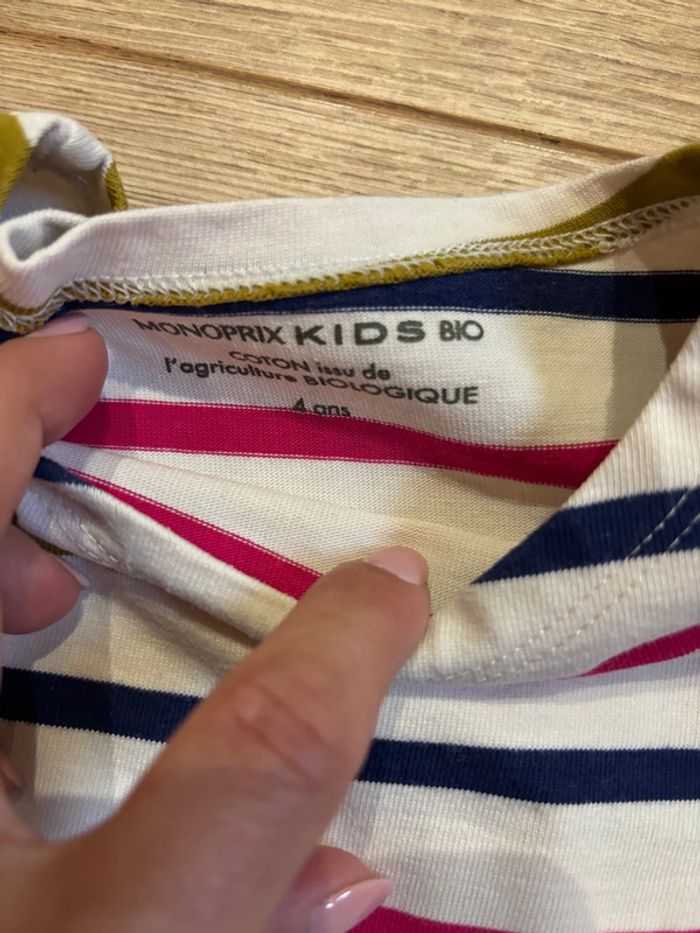 MONOPRIX KIDS BIO
COTON issu de
l'agriculture BIOLOGIQUE
4 ans